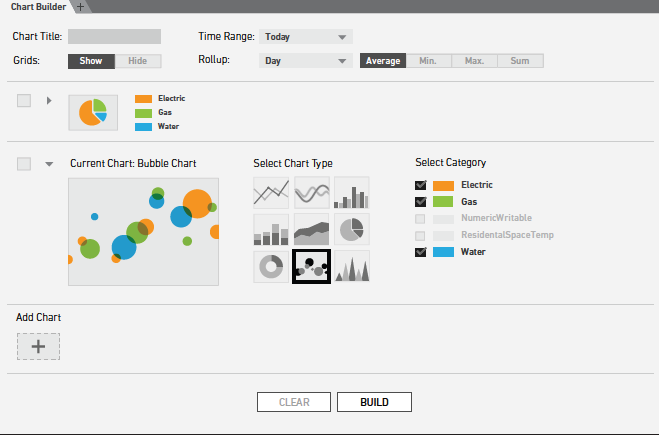 Chart Builder +
Chart Title:
Time Range: Today
Grids: Show Hide
Rollup: Day Average Min. Max. Sum
Electric
Gas
Water
Current Chart: Bubble Chart
Select Chart Type
Select Category
Electric
Gas
NumericWritable
ResidentalSpaceTemp
Water
Add Chart
+
CLEAR BUILD